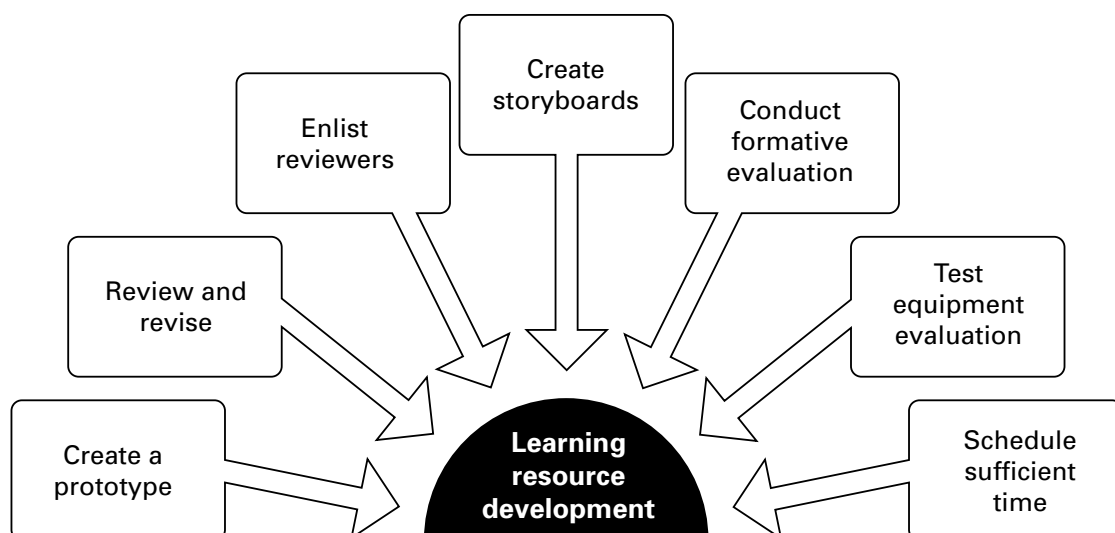 Create
storyboards
Enlist
reviewers
Conduct
formative
evaluation
Review and
revise
Test
equipment
evaluation
Create a
prototype
Learning
resource
development
Schedule
sufficient
time